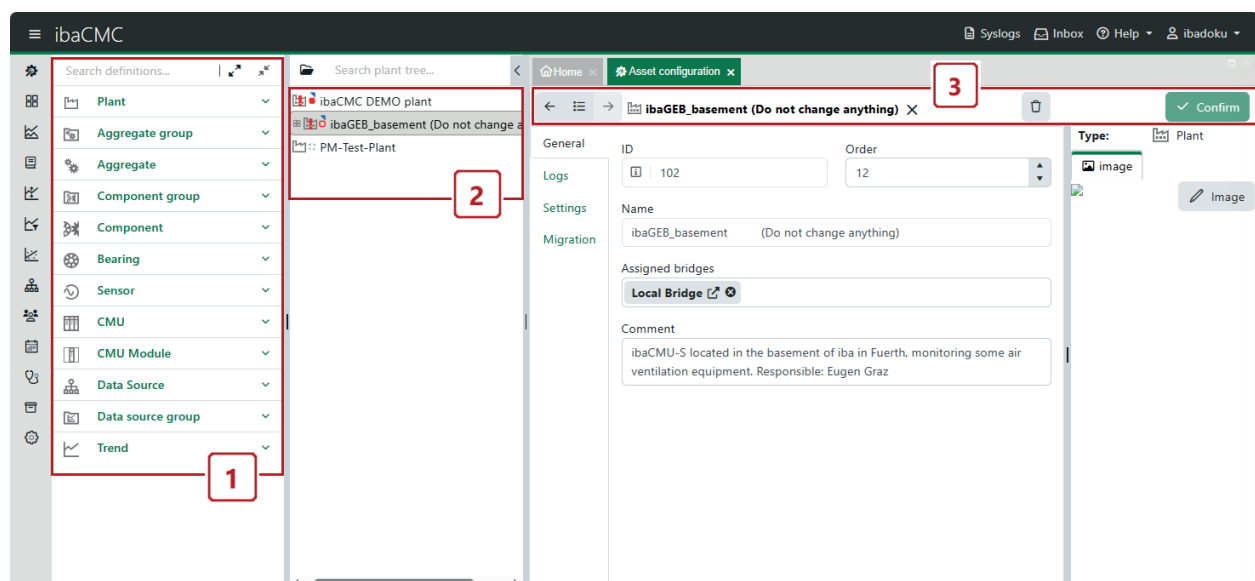 ibaCMC
Syslogs Inbox Help ibadoku
Search definitions...
Plant
Aggregate group
Aggregate
Component group
Component
Bearing
Sensor
CMU
CMU Module
Data Source
Data source group
Trend
1
Search plant tree...
ibaCMC DEMO plant
ibaGEB_basement (Do not change a
PM-Test-Plant
2
Home Asset configuration
3
ibaGEB_basement (Do not change anything)
Confirm
General
Logs
Settings
Migration
ID Order
102 12
Name
ibaGEB_basement (Do not change anything)
Assigned bridges
Local Bridge
Comment
ibaCMU-S located in the basement of iba in Fuerth, monitoring some air
ventilation equipment. Responsible: Eugen Graz
Type: Plant
image
Image